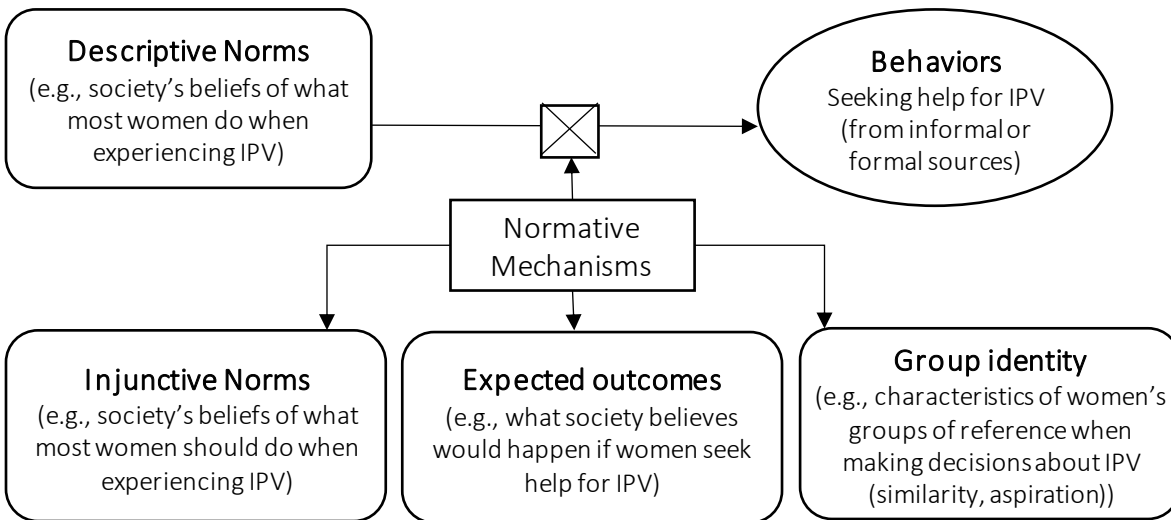 Descriptive Norms
(e.g., society's beliefs of what
most women do when
experiencing IPV)
Behaviors
Seeking help for IPV
(from informal or
formal sources)
Normative
Mechanisms
Injunctive Norms
(e.g., society's beliefs of what
most women should do when
experiencing IPV)
Expected outcomes
(e.g., what society believes
would happen if women seek
help for IPV)
Group identity
(e.g., characteristics of women's
groups of reference when
making decisions about IPV
(similarity, aspiration))